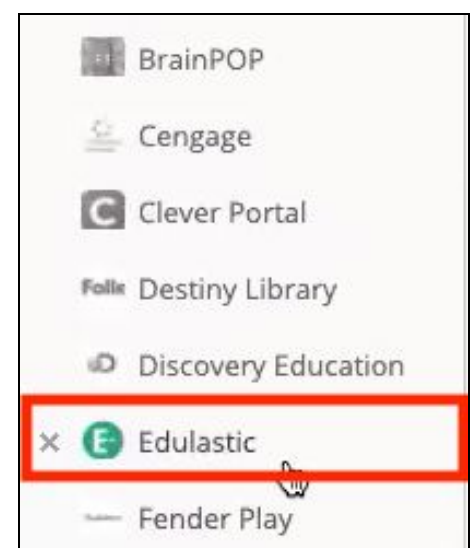 BrainPOP
Cengage
C Clever Portal
Destiny Library
Discovery Education
× E Edulastic
Fender Play